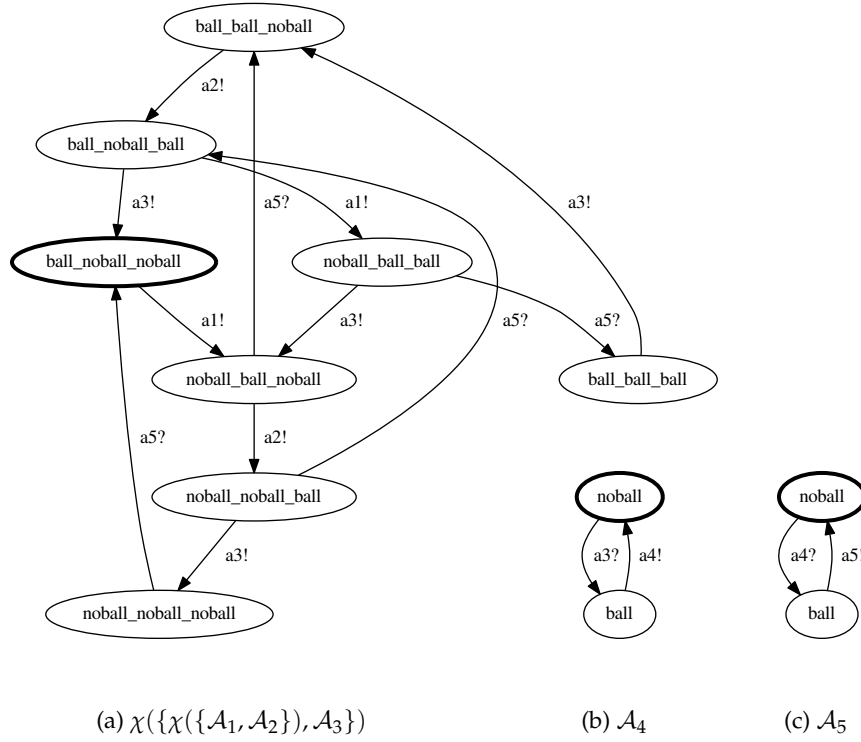 ball_ball_noball
a2!
ball_noball_ball
a3!
a5?
a1!
a3!
ball_noball_noball
noball_ball_ball
a1!
a3!
a5?
a5?
noball_ball_noball
ball_ball_ball
a5?
a2!
noball_noball_ball
noball
noball
a3!
a3?
a4!
a4?
a5!
noball_noball_noball
ball
ball
(a) χ({χ({𝒜₁, 𝒜₂}), 𝒜₃})
(b) 𝒜₄
(c) 𝒜₅